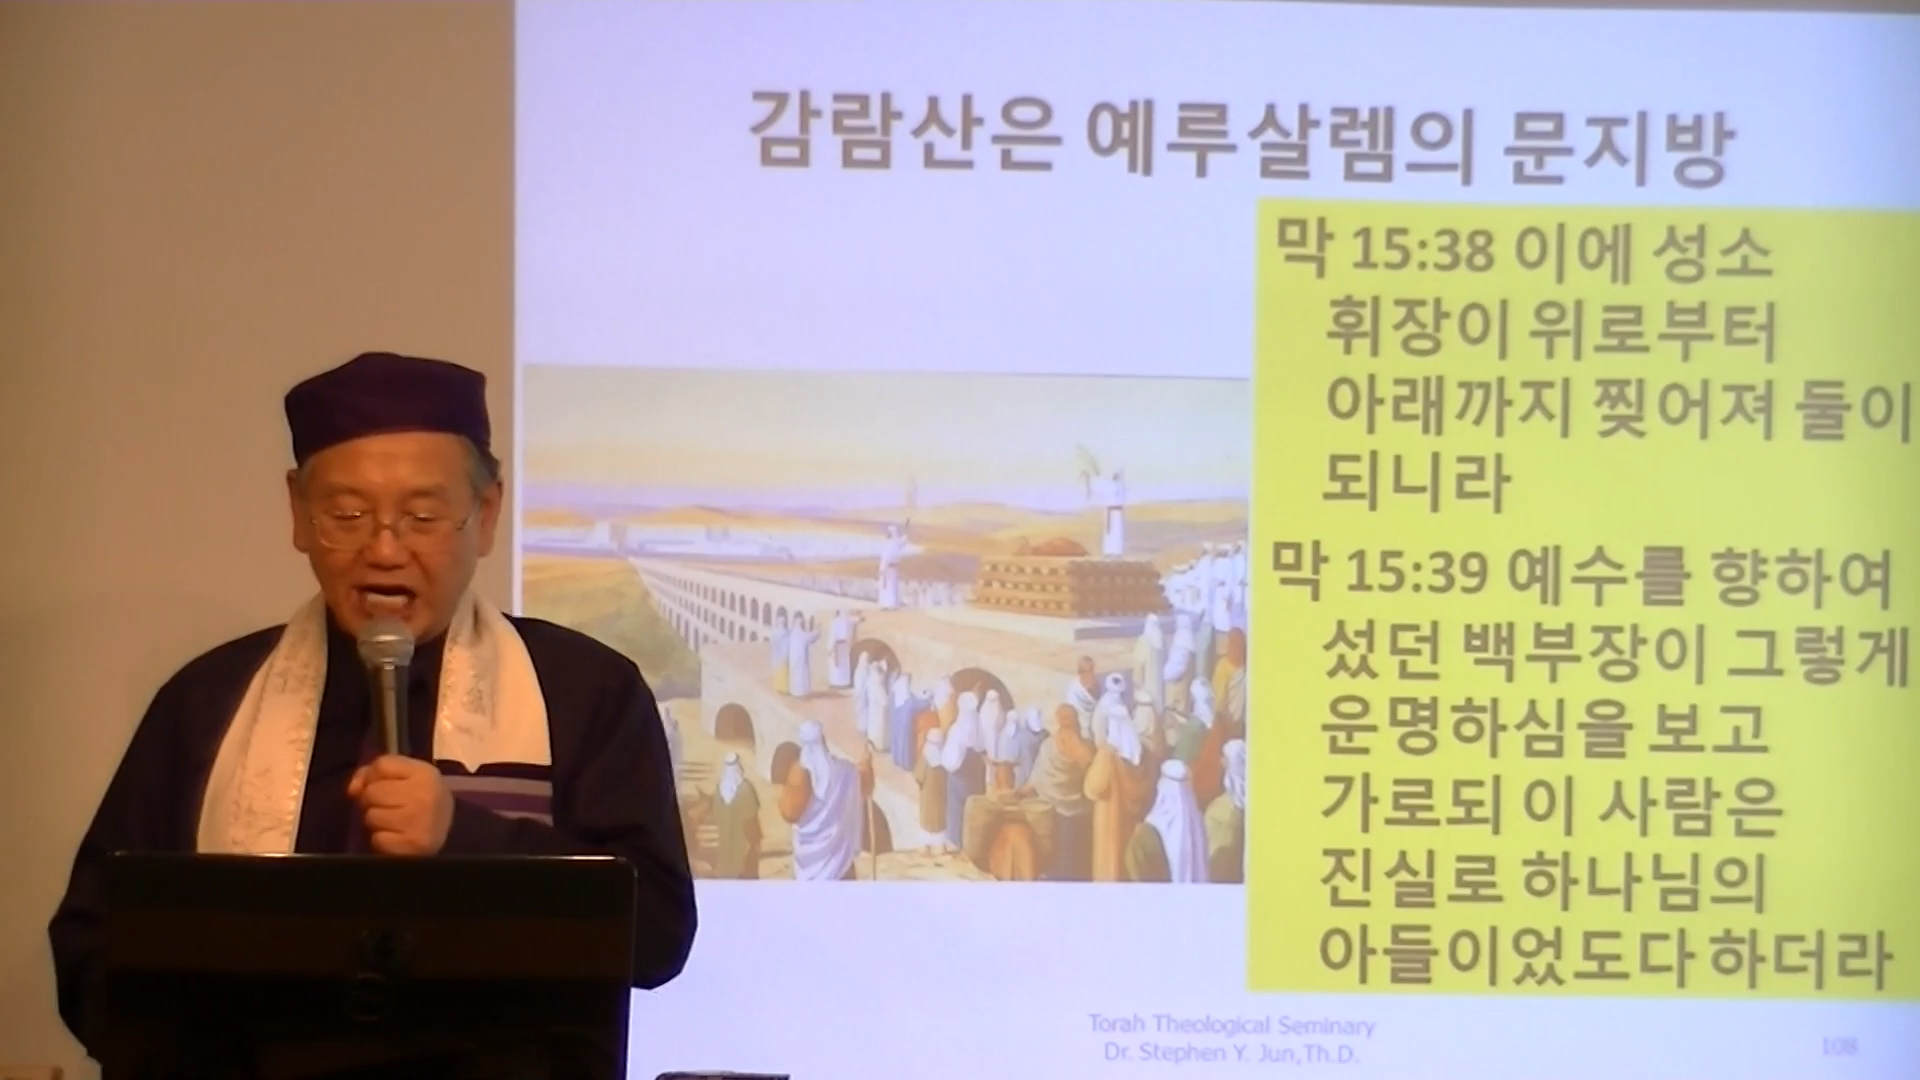 감람산은 예루살렘의 문지방
막 15:38 이에 성소
휘장이 위로부터
아래까지 찢어져 둘이
되니라
막 15:39 예수를 향하여
섰던 백부장이 그렇게
운명하심을 보고
가로되 이 사람은
진실로 하나님의
아들이었도다 하더라
Torah Theological Seminary
Dr. Stephen Y. Jun,Th.D.
108